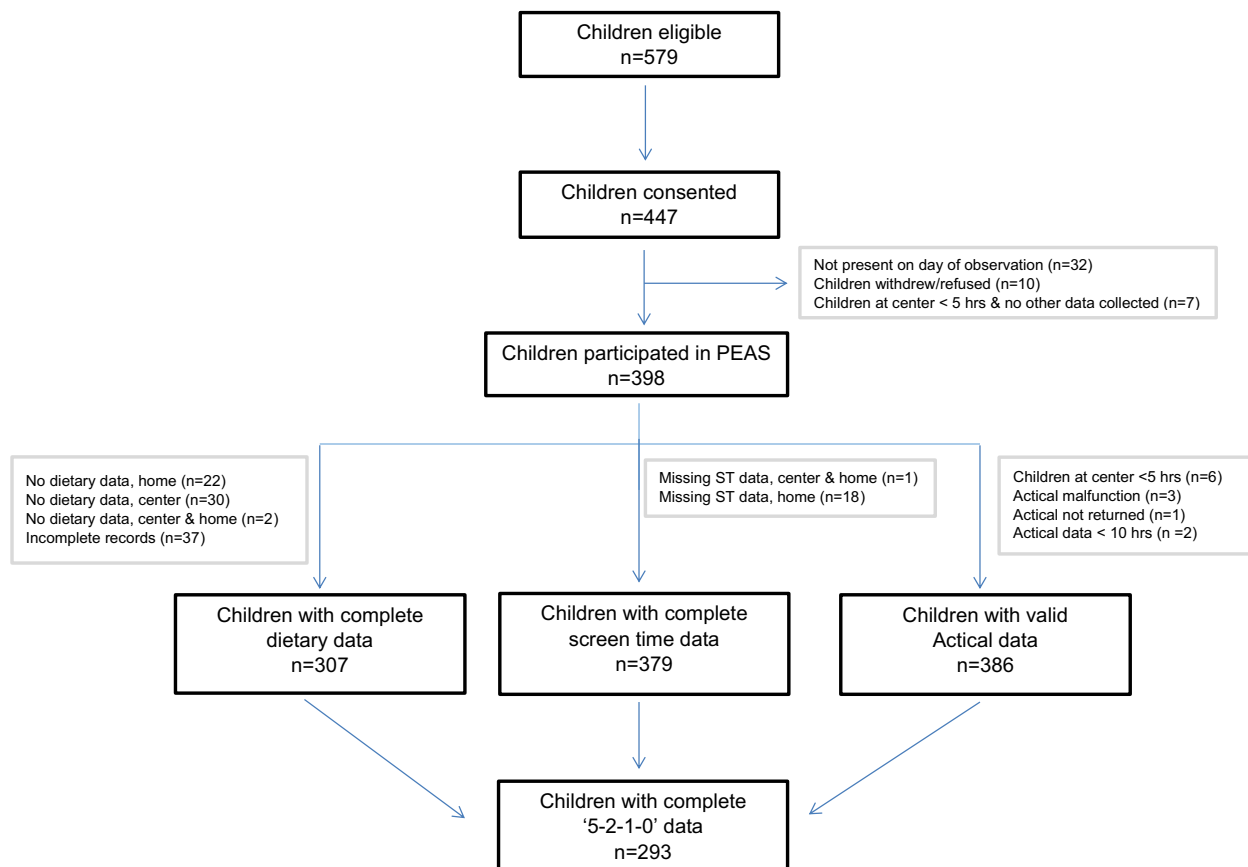 Children eligible
n=579
Children consented
n=447
Not present on day of observation (n=32)
Children withdrew/refused (n=10)
Children at center < 5 hrs & no other data collected (n=7)
Children participated in PEAS
n=398
No dietary data, home (n=22)
No dietary data, center (n=30)
No dietary data, center & home (n=2)
Incomplete records (n=37)
Missing ST data, center & home (n=1)
Missing ST data, home (n=18)
Children at center <5 hrs (n=6)
Actical malfunction (n=3)
Actical not returned (n=1)
Actical data < 10 hrs (n =2)
Children with complete
dietary data
n=307
Children with complete
screen time data
n=379
Children with valid
Actical data
n=386
Children with complete
‘5-2-1-0’ data
n=293